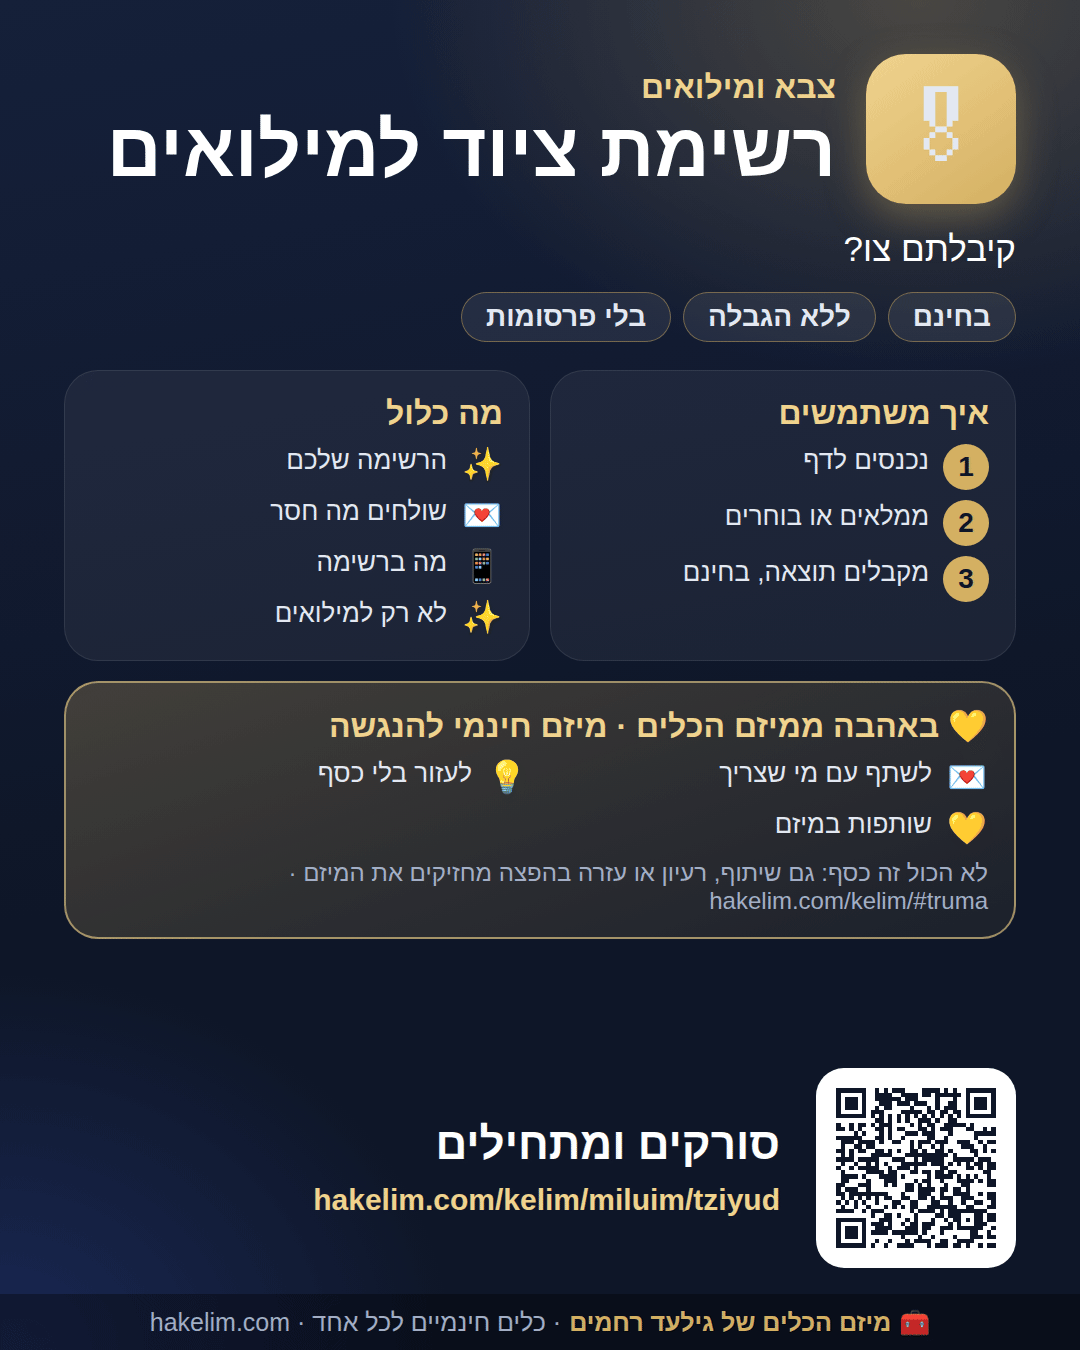 צבא ומילואים
רשימת ציוד למילואים
קיבלתם צו?
בחינם
ללא הגבלה
בלי פרסומות
איך משתמשים
1 נכנסים לדף
2 ממלאים או בוחרים
3 מקבלים תוצאה, בחינם
מה כלול
✨ הרשימה שלכם
💌 שולחים מה חסר
📱 מה ברשימה
✨ לא רק למילואים
💛 באהבה ממיזם הכלים · מיזם חינמי להנגשה
💌 לשתף עם מי שצריך
💡 לעזור בלי כסף
💛 שותפות במיזם
לא הכול זה כסף: גם שיתוף, רעיון או עזרה בהפצה מחזיקים את המיזם ·
hakelim.com/kelim/#truma
סורקים ומתחילים
hakelim.com/kelim/miluim/tziyud
🧰 מיזם הכלים של גילעד רחמים · כלים חינמיים לכל אחד · hakelim.com